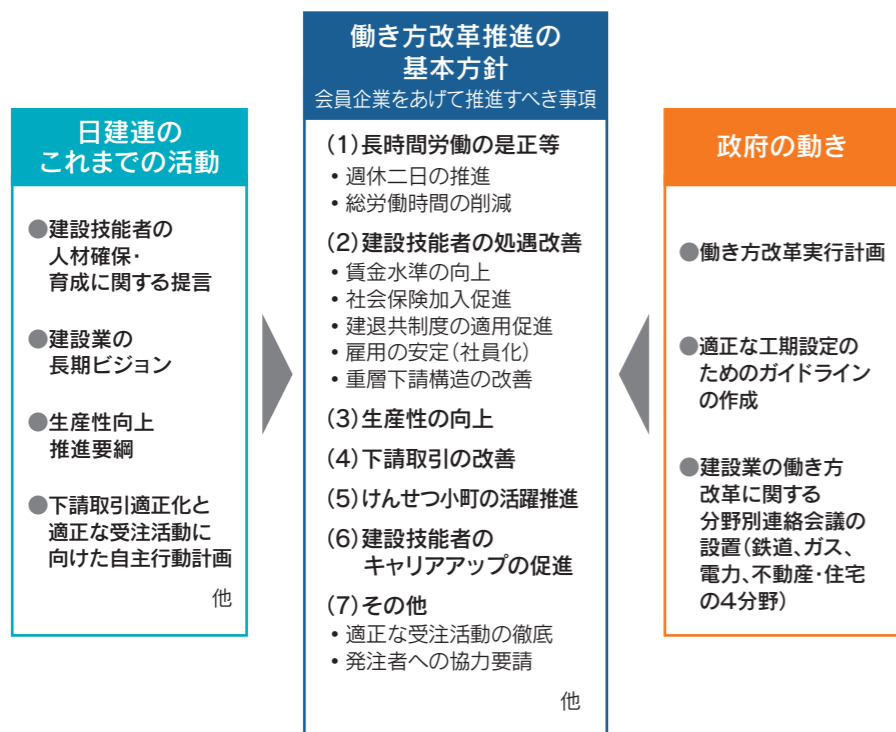 日建連の
これまでの活動
●建設技能者の
人材確保・
育成に関する提言
●建設業の
長期ビジョン
●生産性向上
推進要綱
●下請取引適正化と
適正な受注活動に
向けた自主行動計画
他
働き方改革推進の
基本方針
会員企業をあげて推進すべき事項
(1)長時間労働の是正等
・週休二日の推進
・総労働時間の削減
(2)建設技能者の処遇改善
・賃金水準の向上
・社会保険加入促進
・建退共制度の適用促進
・雇用の安定(社員化)
・重層下請構造の改善
(3)生産性の向上
(4)下請取引の改善
(5)けんせつ小町の活躍推進
(6)建設技能者の
キャリアアップの促進
(7)その他
・適正な受注活動の徹底
・発注者への協力要請
他
政府の動き
●働き方改革実行計画
●適正な工期設定の
ためのガイドライン
の作成
●建設業の働き方
改革に関する
分野別連絡会議の
設置(鉄道、ガス、
電力、不動産・住宅
の4分野)